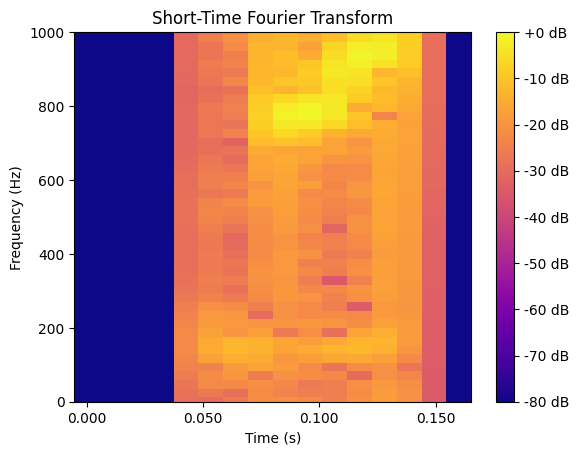 Short-Time Fourier Transform
1000
800
600
400
200
0
Frequency (Hz)
0.000
0.050
0.100
0.150
Time (s)
+0 dB
-10 dB
-20 dB
-30 dB
-40 dB
-50 dB
-60 dB
-70 dB
-80 dB